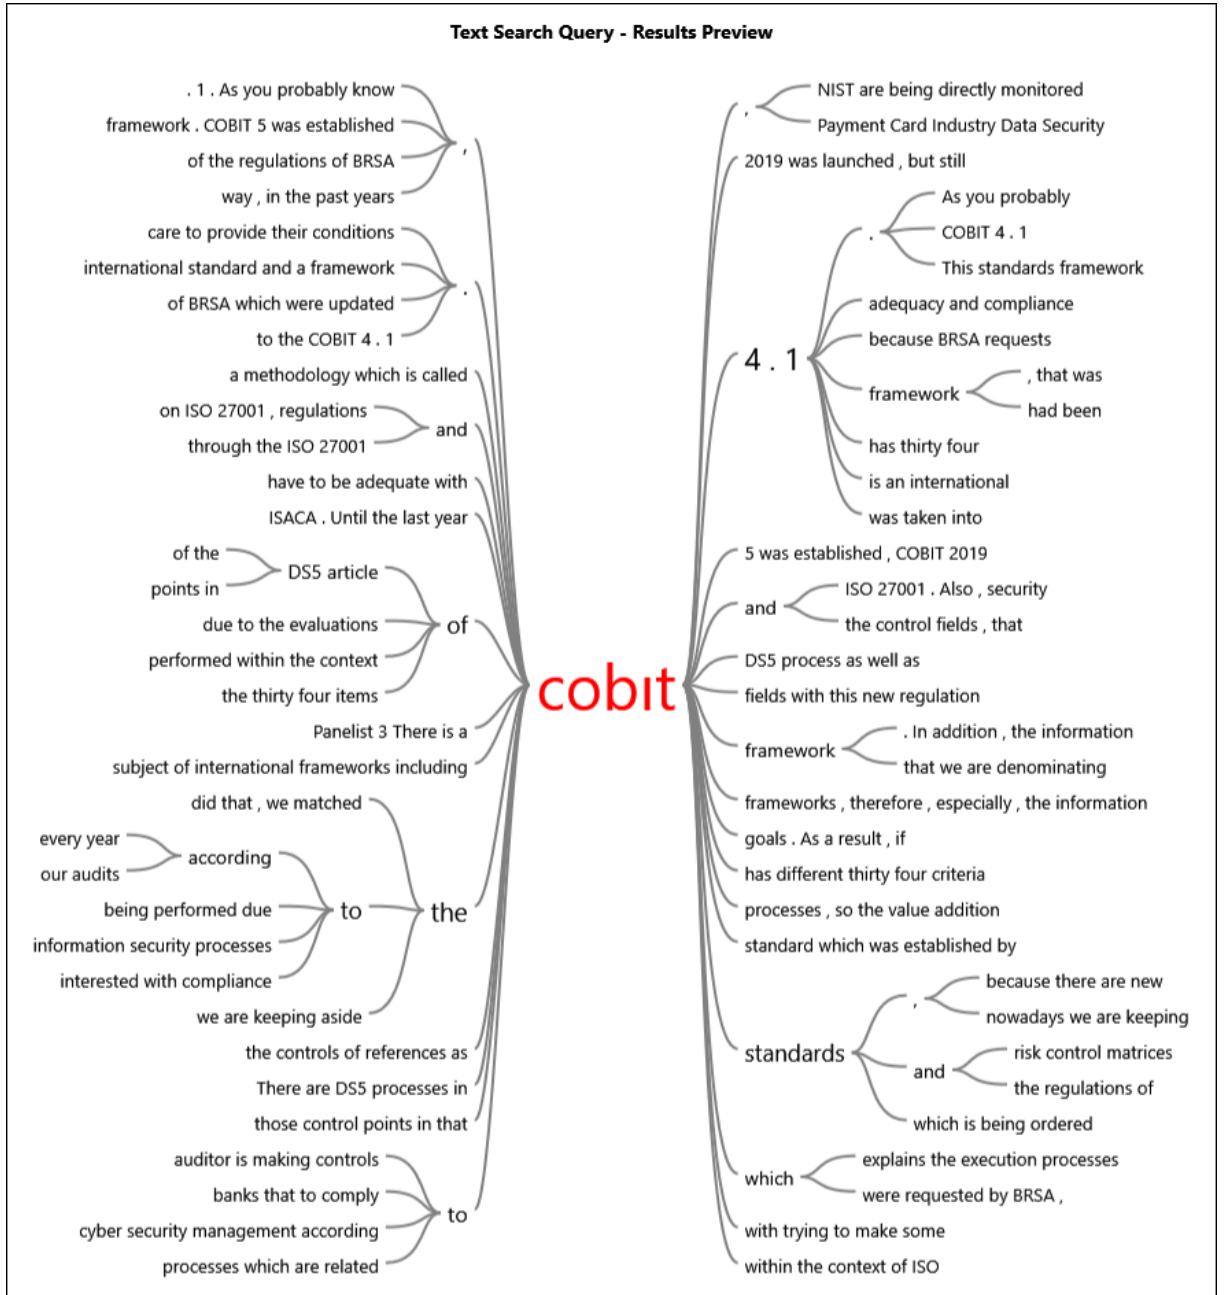 Text Search Query - Results Preview
. 1 . As you probably know
framework . COBIT 5 was established
of the regulations of BRSA
way , in the past years
,
care to provide their conditions
international standard and a framework
of BRSA which were updated
to the COBIT 4 . 1
.
a methodology which is called
on ISO 27001 , regulations
through the ISO 27001
and
have to be adequate with
ISACA . Until the last year
of the
points in
DS5 article
due to the evaluations
performed within the context
the thirty four items
of
Panelist 3 There is a
subject of international frameworks including
did that , we matched
every year
our audits
according
being performed due
information security processes
interested with compliance
to
we are keeping aside
the
the controls of references as
There are DS5 processes in
those control points in that
auditor is making controls
banks that to comply
cyber security management according
processes which are related
to
cobıt
,
NIST are being directly monitored
Payment Card Industry Data Security
2019 was launched , but still
4 . 1
.
As you probably
COBIT 4 . 1
This standards framework
adequacy and compliance
because BRSA requests
framework
, that was
had been
has thirty four
is an international
was taken into
5 was established , COBIT 2019
and
ISO 27001 . Also , security
the control fields , that
DS5 process as well as
fields with this new regulation
framework
. In addition , the information
that we are denominating
frameworks , therefore , especially , the information
goals . As a result , if
has different thirty four criteria
processes , so the value addition
standard which was established by
standards
,
because there are new
nowadays we are keeping
and
risk control matrices
the regulations of
which is being ordered
which
explains the execution processes
were requested by BRSA ,
with trying to make some
within the context of ISO